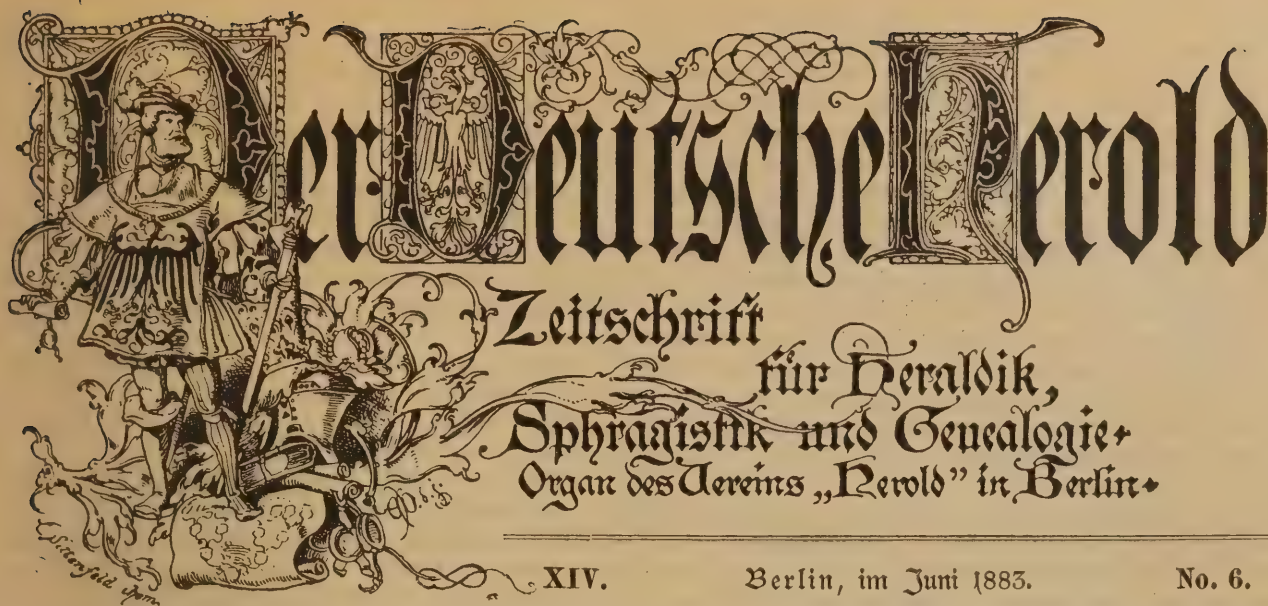 Der Deutsche Herold
Zeitschrift
für Heraldik,
Sphragistik und Genealogie.
Organ des Vereins „Herold” in Berlin.
XIV. Berlin, im Juni 1883. No. 6.